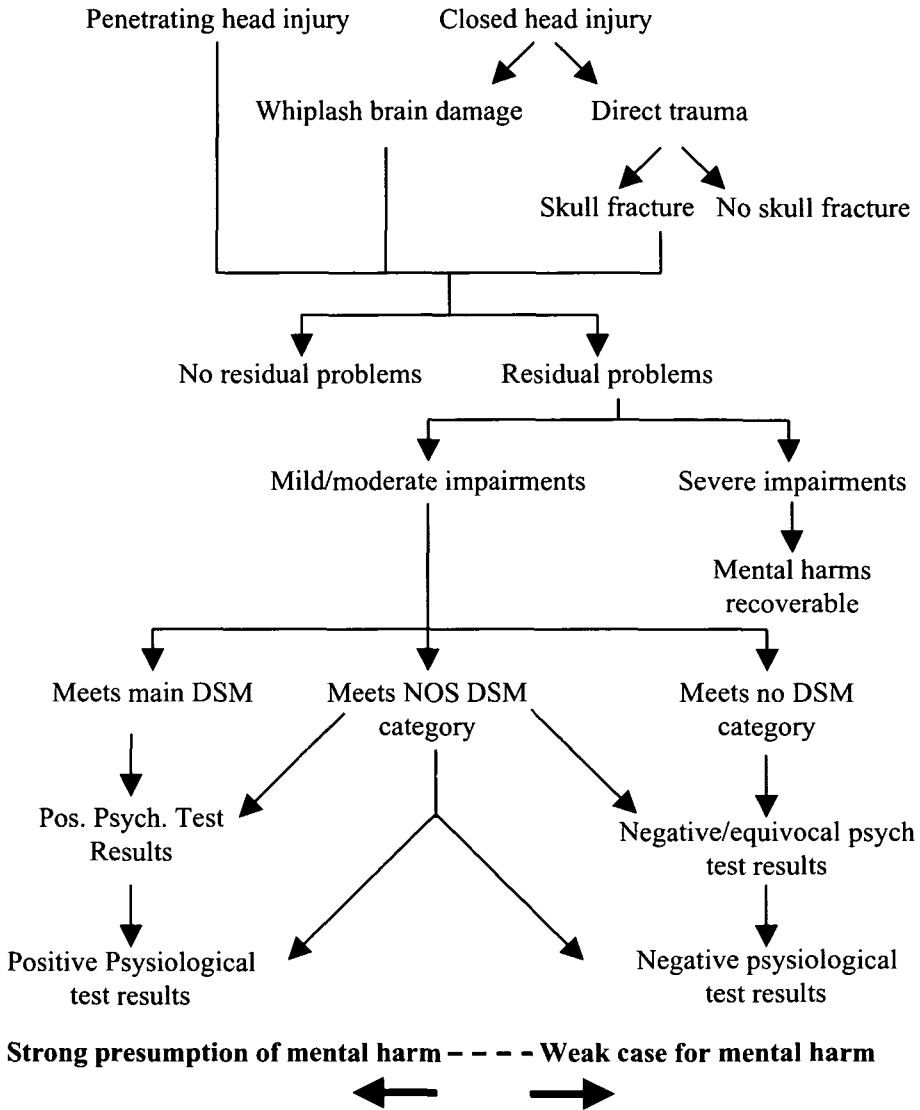 Penetrating head injury
Closed head injury
Whiplash brain damage
Direct trauma
Skull fracture
No skull fracture
No residual problems
Residual problems
Mild/moderate impairments
Severe impairments
Mental harms
recoverable
Meets main DSM
Meets NOS DSM
category
Meets no DSM
category
Pos. Psych. Test
Results
Negative/equivocal psych
test results
Positive Psysiological
test results
Negative psysiological
test results
Strong presumption of mental harm – – – – Weak case for mental harm